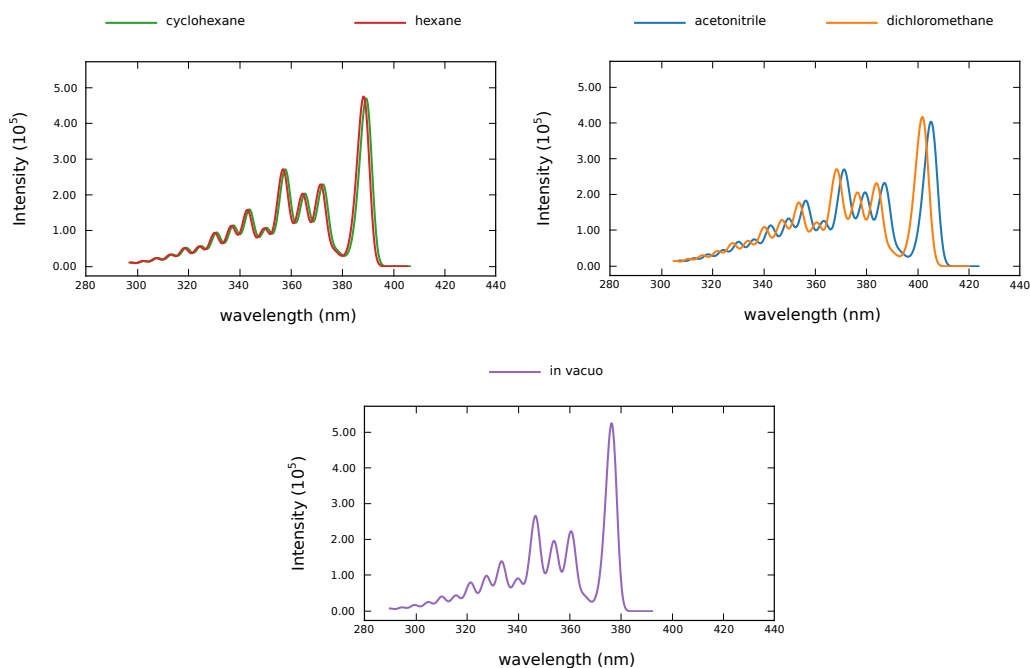 cyclohexane hexane
acetonitrile dichloromethane
Intensity (10⁵)
5.00
4.00
3.00
2.00
1.00
0.00
280 300 320 340 360 380 400 420 440
wavelength (nm)
Intensity (10⁵)
5.00
4.00
3.00
2.00
1.00
0.00
280 300 320 340 360 380 400 420 440
wavelength (nm)
in vacuo
Intensity (10⁵)
5.00
4.00
3.00
2.00
1.00
0.00
280 300 320 340 360 380 400 420 440
wavelength (nm)